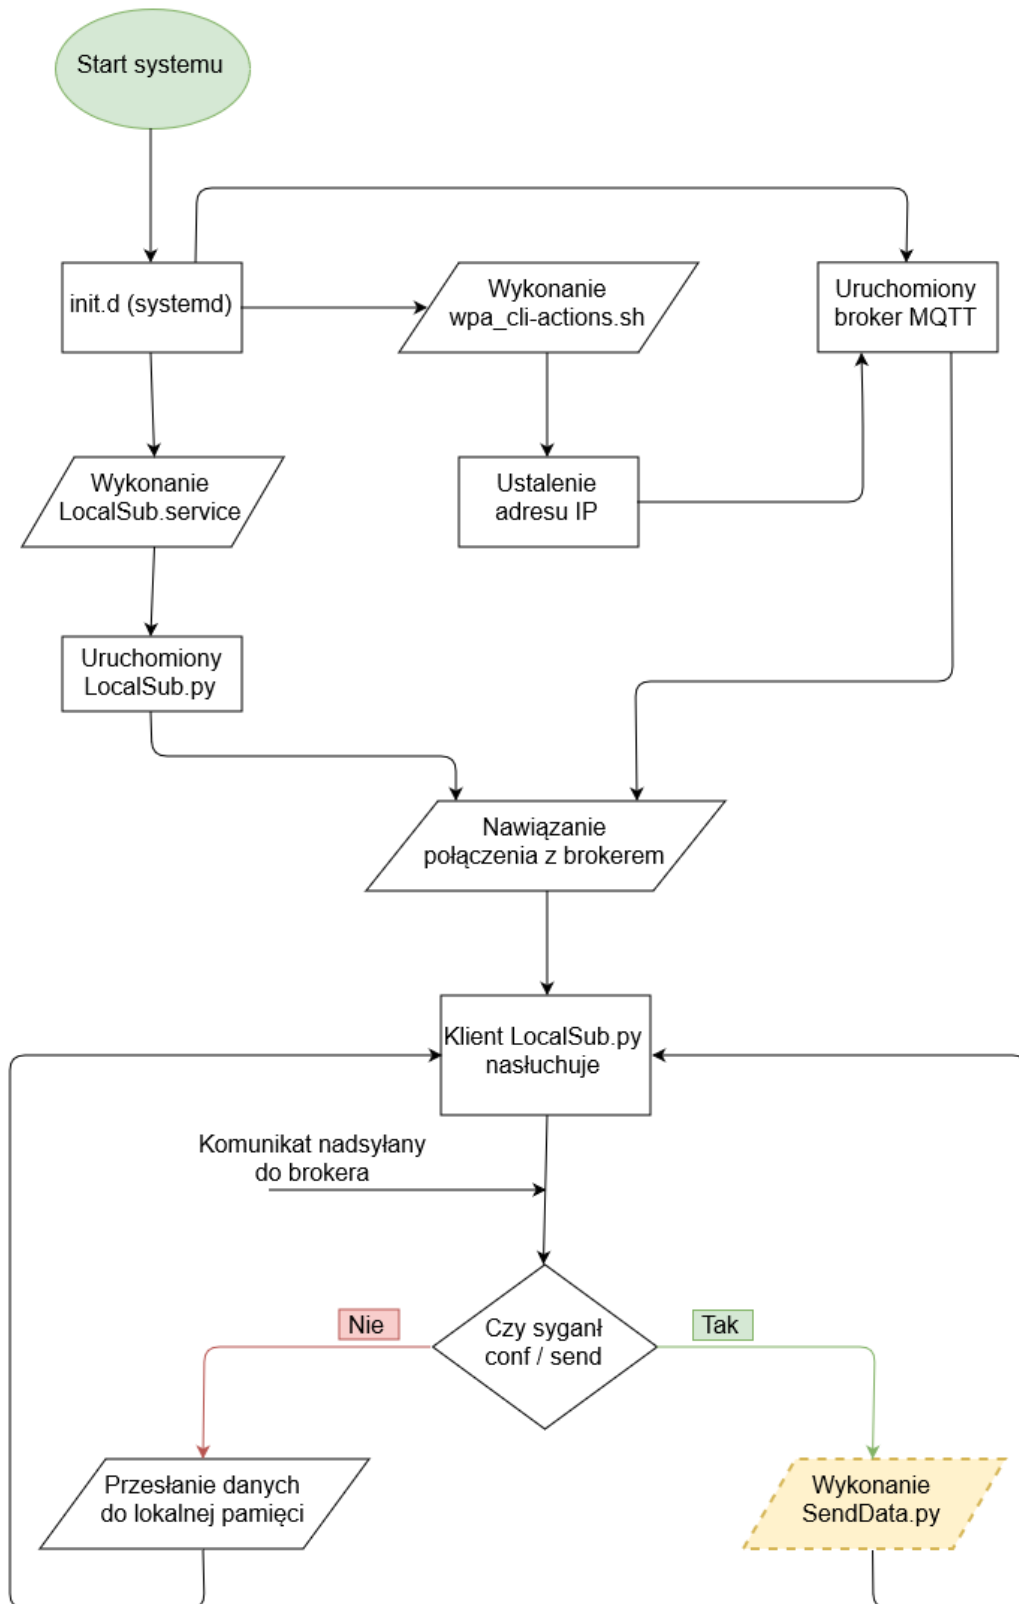 Start systemu
init.d (systemd)
Wykonanie
wpa_cli-actions.sh
Uruchomiony
broker MQTT
Wykonanie
LocalSub.service
Ustalenie
adresu IP
Uruchomiony
LocalSub.py
Nawiązanie
połączenia z brokerem
Klient LocalSub.py
nasłuchuje
Komunikat nadsyłany
do brokera
Nie
Czy syganł
conf / send
Tak
Przesłanie danych
do lokalnej pamięci
Wykonanie
SendData.py